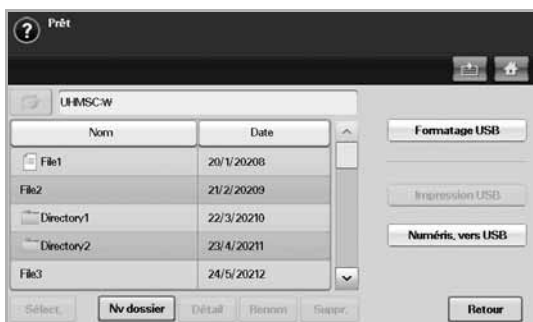 Prêt
UHMSC:W
Nom Date
File1 20/1/20208
File2 21/2/20209
Directory1 22/3/20210
Directory2 23/4/20211
File3 24/5/20212
Formatage USB
Impression USB
Numéris. vers USB
Sélect. Nv dossier Détail Renom Suppr. Retour